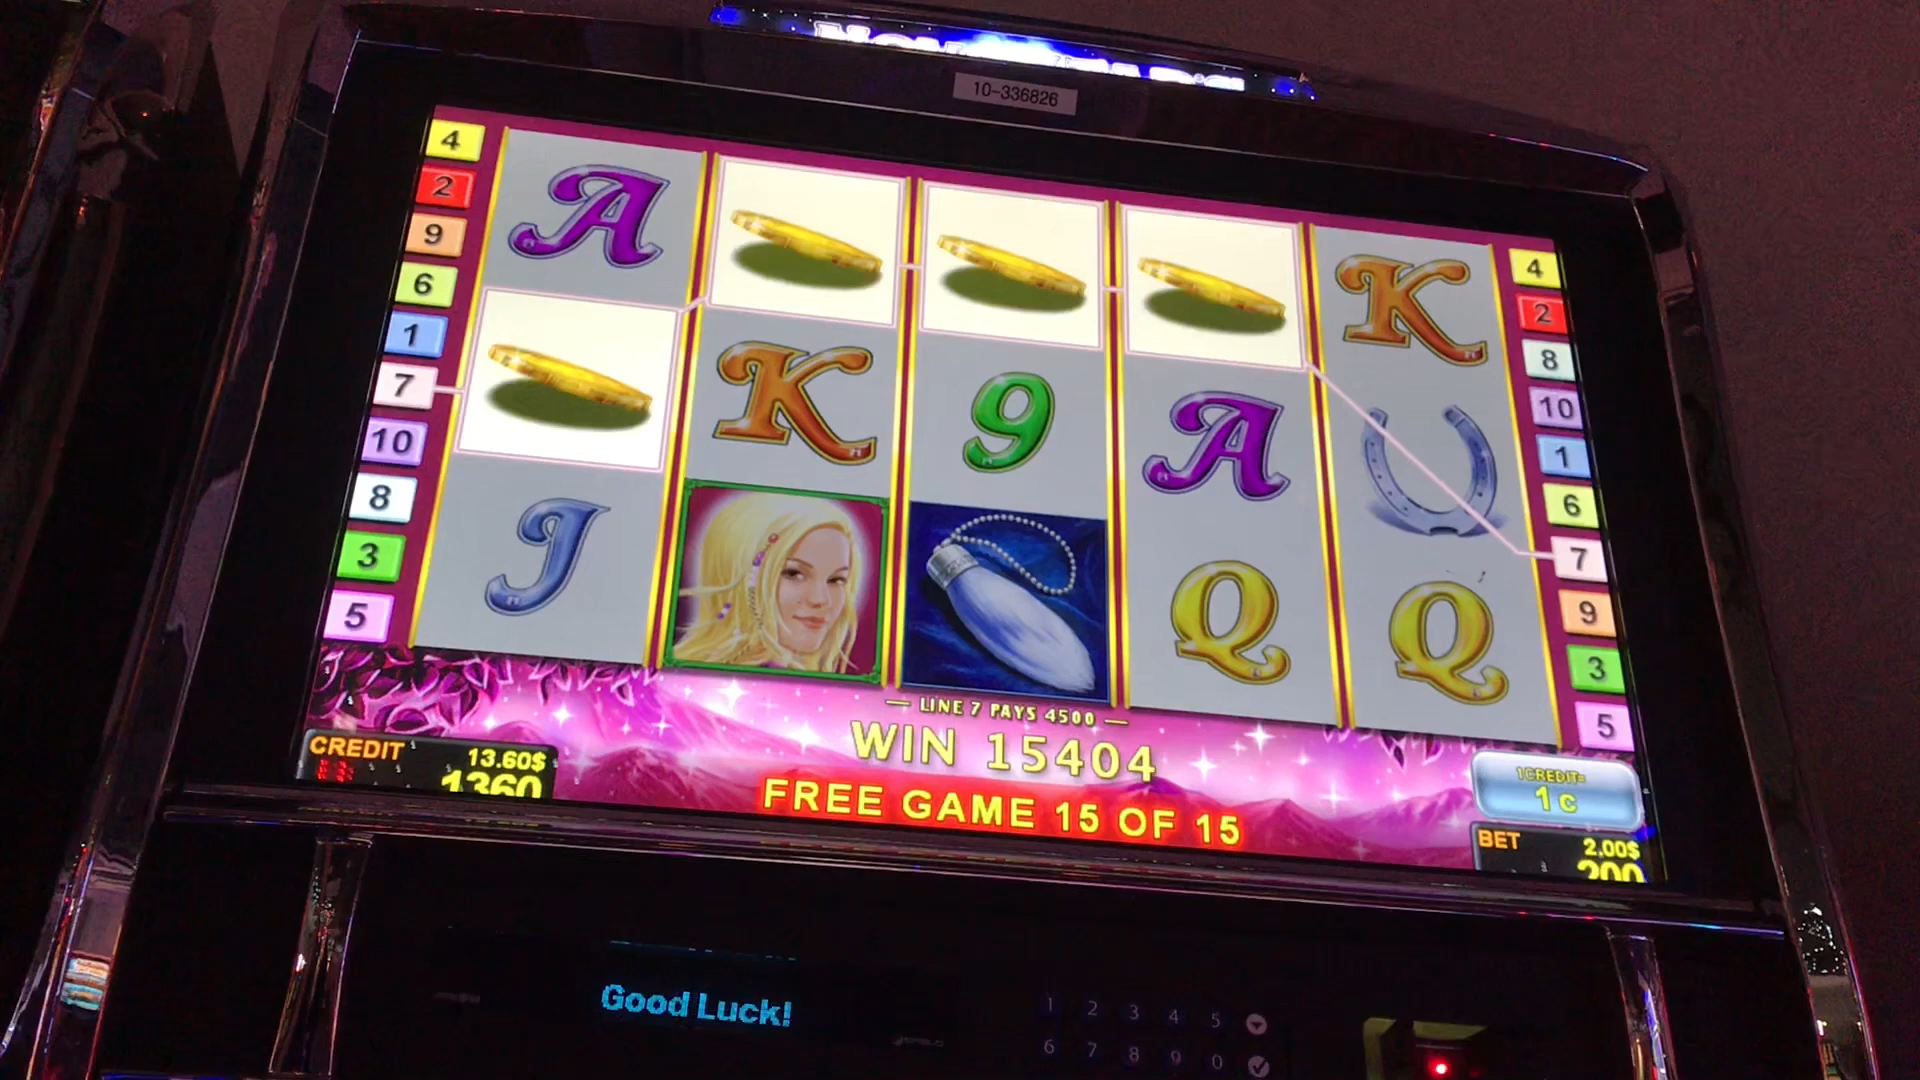 10-336826
4
2
9
6
1
7
10
8
3
5
A
K
K
9
A
J
Q
Q
4
2
8
10
1
6
7
9
3
5
LINE 7 PAYS 4500
WIN 15404
FREE GAME 15 OF 15
CREDIT 13.60$
1360
1CREDIT=
1 c
BET 2.00$
200
Good Luck!
1 2 3 4 5
6 7 8 9 0